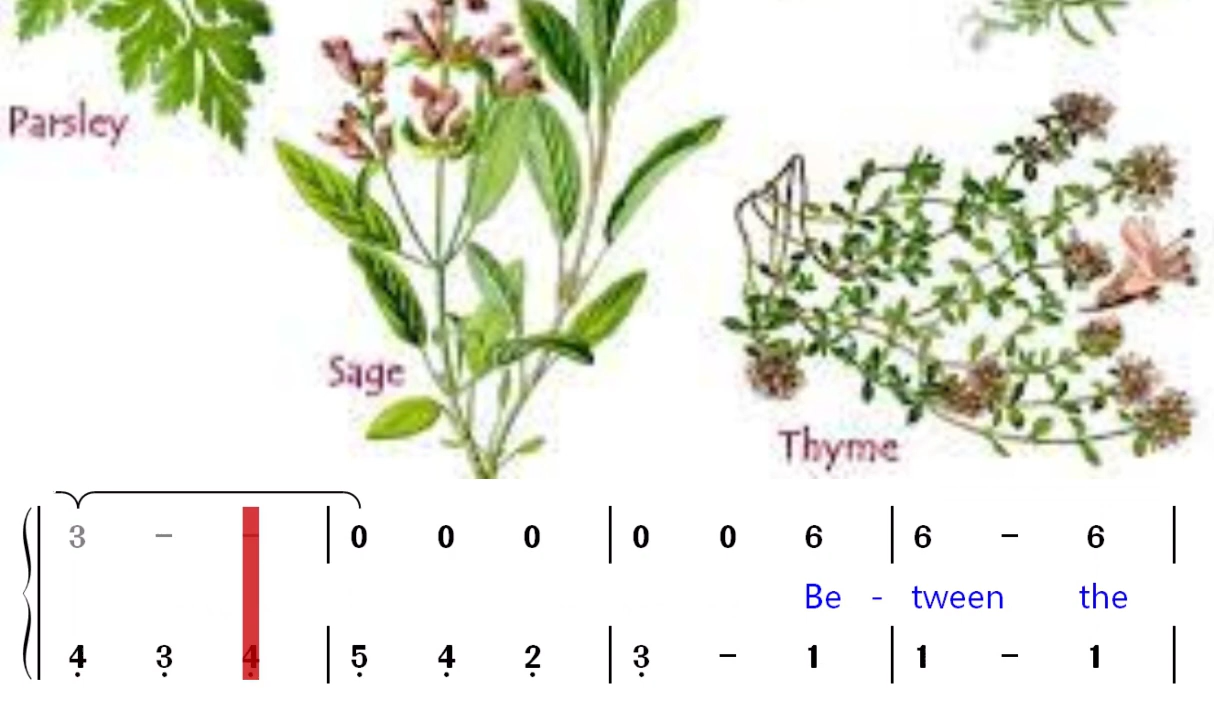 Parsley
Sage
Thyme
3 – – | 0 0 0 | 0 0 6 | 6 – 6 |
Be - tween the
4̣ 3̣ 4̣ | 5̣ 4̣ 2̣ | 3̣ – 1 | 1 – 1 |